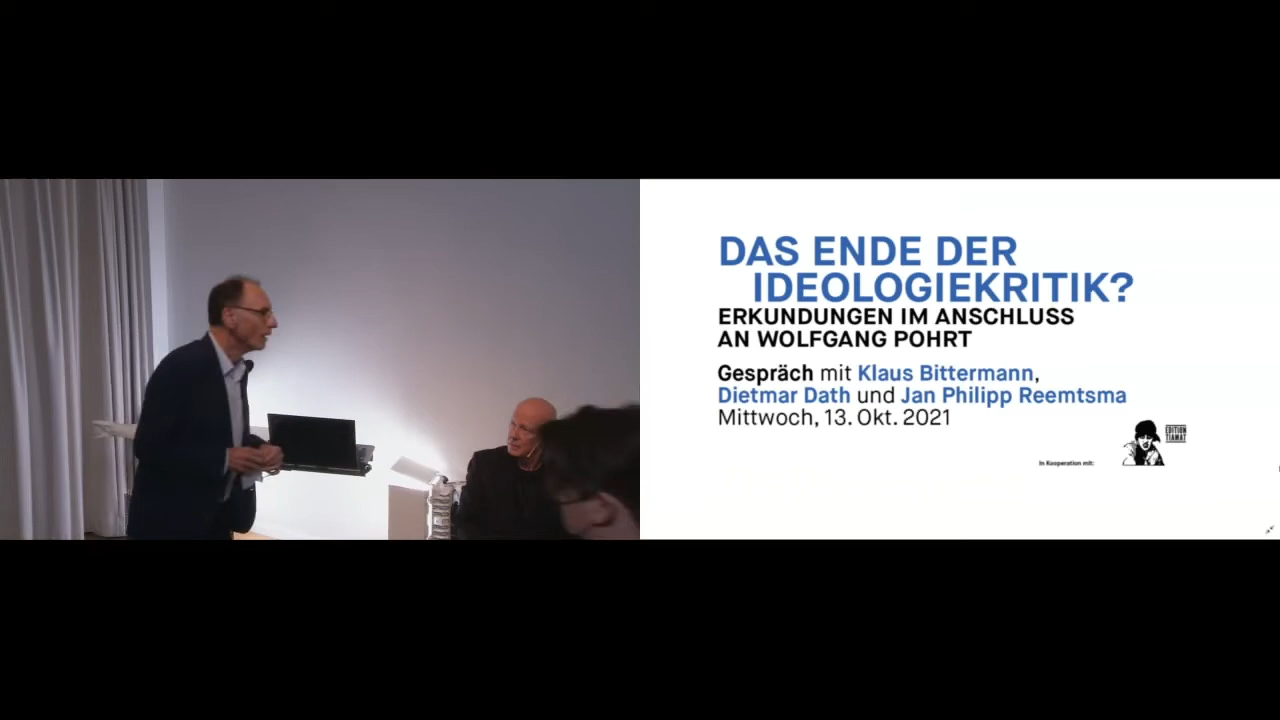 DAS ENDE DER
IDEOLOGIEKRITIK?
ERKUNDUNGEN IM ANSCHLUSS
AN WOLFGANG POHRT
Gespräch mit Klaus Bittermann,
Dietmar Dath und Jan Philipp Reemtsma
Mittwoch, 13. Okt. 2021
In Kooperation mit:
EDITION
TIAMAT